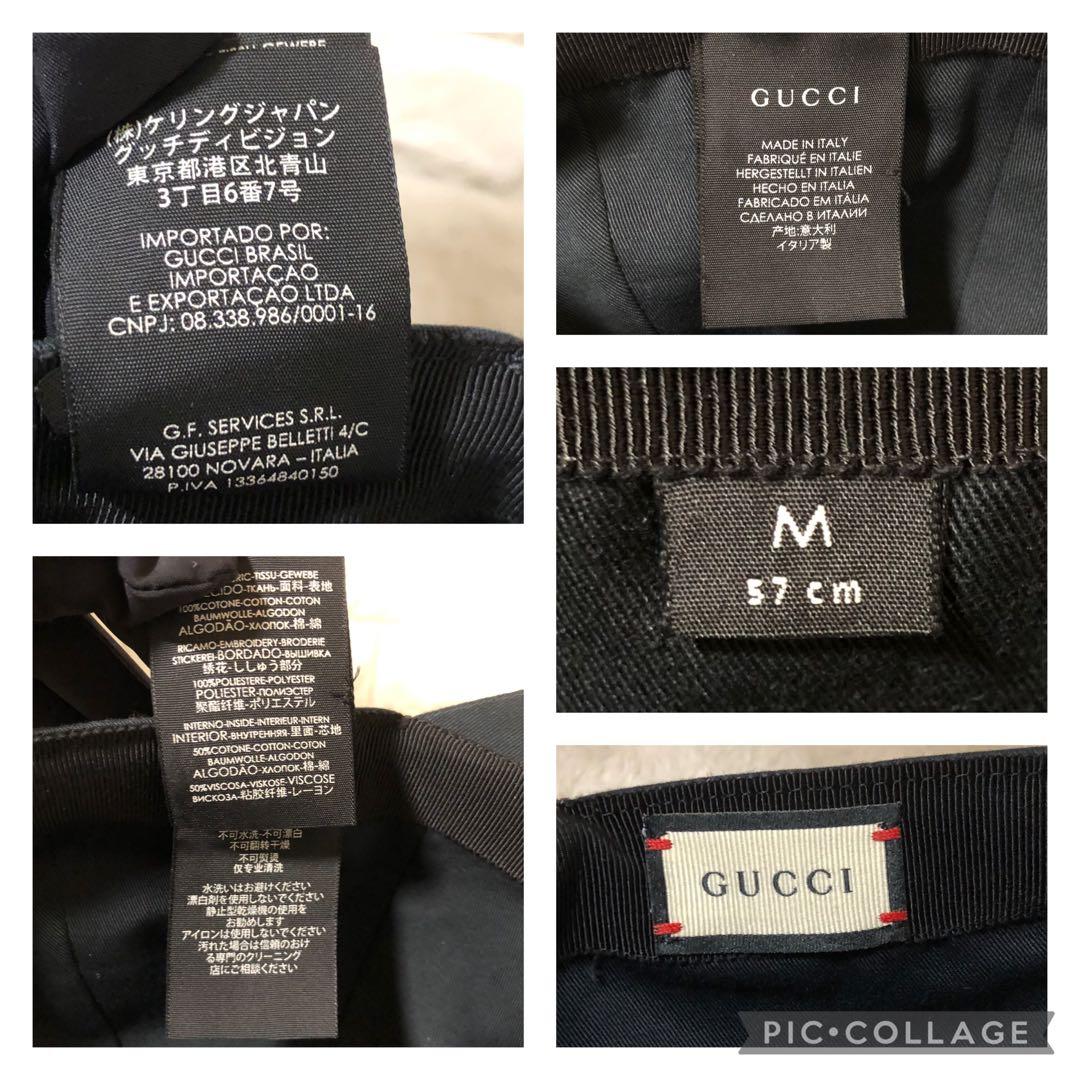 (株)ケリングジャパン
グッチディビジョン
東京都港区北青山
3丁目6番7号
IMPORTADO POR:
GUCCI BRASIL
IMPORTAÇAO
E EXPORTAÇÃO LTDA
CNPJ: 08.338.986/0001-16
G.F. SERVICES S.R.L.
VIA GIUSEPPE BELLETTI 4/C
28100 NOVARA – ITALIA
P.IVA 13364840150
GUCCI
MADE IN ITALY
FABRIQUÉ EN ITALIE
HERGESTELLT IN ITALIEN
HECHO EN ITALIA
FABRICADO EM ITÁLIA
СДЕЛАНО В ИТАЛИИ
产地:意大利
イタリア製
M
57 cm
-TISSU-GEWEBE
-ТКАНЬ-面料-表地
100%COTONE-COTTON-COTON
BAUMWOLLE-ALGODON
ALGODÃO-ХЛОПОК-棉-綿
RICAMO-EMBROIDERY-BRODERIE
STICKEREI-BORDADO-ВЫШИВКА
绣花-ししゅう部分
100%POLIESTERE-POLYESTER
POLIESTER-ПОЛИЭСТЕР
聚酯纤维-ポリエステル
INTERNO-INSIDE-INTERIEUR-INTERN
INTERIOR-ВНУТРЕННЯЯ-里面-芯地
50%COTONE-COTTON-COTON
BAUMWOLLE-ALGODON
ALGODÃO-ХЛОПОК-棉-綿
50%VISCOSA-VISKOSE-VISCOSE
ВИСКОЗА-粘胶纤维-レーヨン
不可水洗-不可漂白
不可翻转干燥
不可熨烫
仅专业清洗
水洗いはお避けください
漂白剤を使用しないでください
静止型乾燥機の使用を
お勧めします
アイロンは使用しないでください
汚れた場合は信頼のおけ
る専門のクリーニング
店にご相談ください
GUCCI
PIC•COLLAGE